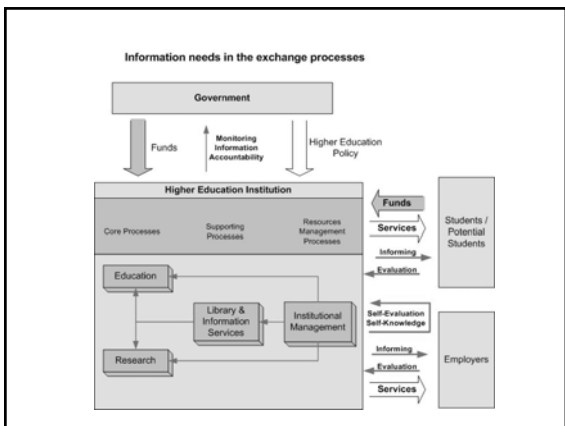 Information needs in the exchange processes
Government
Funds
Monitoring
Information
Accountability
Higher Education
Policy
Higher Education Institution
Core Processes
Supporting
Processes
Resources
Management
Processes
Funds
Services
Informing
Evaluation
Students /
Potential
Students
Education
Library &
Information
Services
Institutional
Management
Research
Self-Evaluation
Self-Knowledge
Informing
Evaluation
Services
Employers